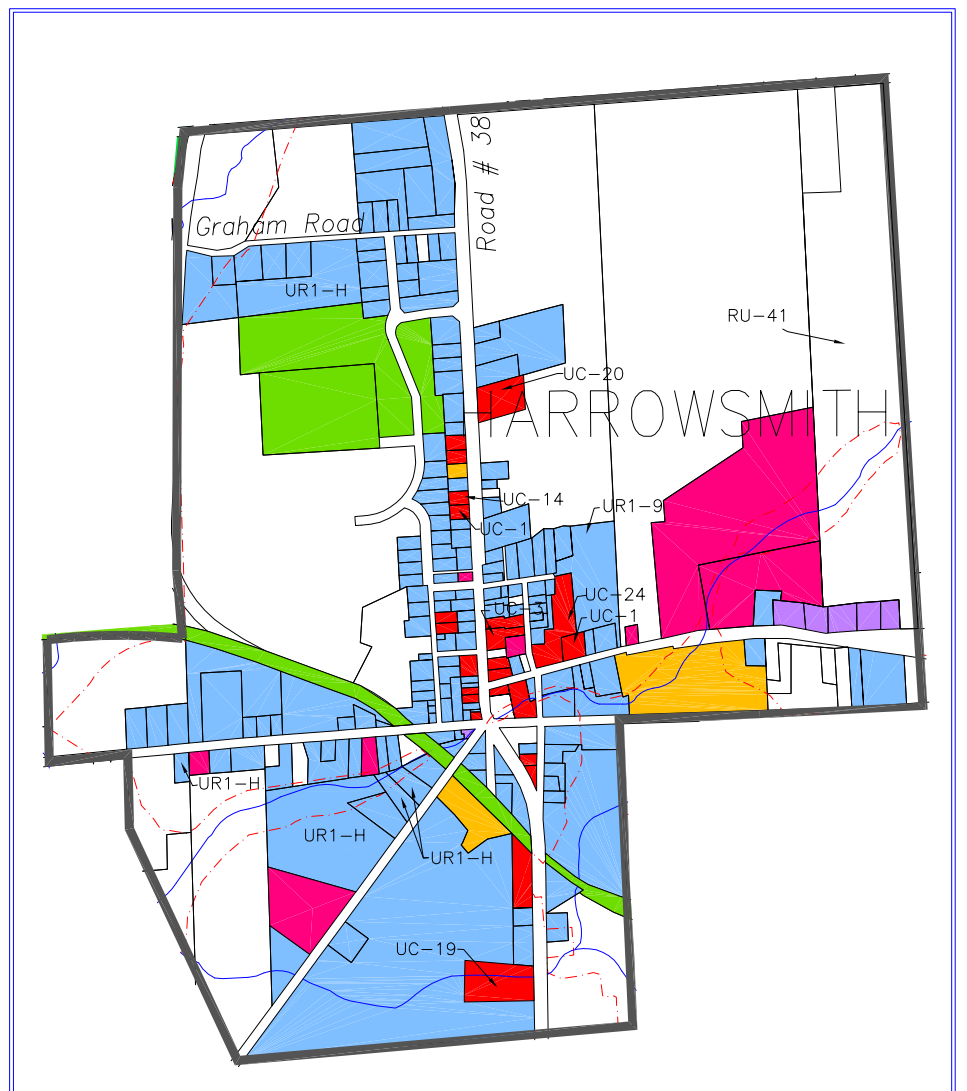 Road # 38
Graham Road
UR1-H
RU-41
UC-20
HARROWSMITH
UC-14
UR1-9
UC-1
UC-24
UC-3
UC-1
UR1-H
UR1-H
UR1-H
UC-19